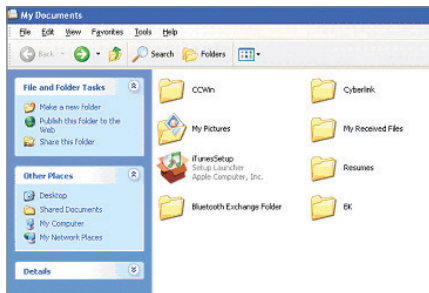 My Documents
File Edit View Favorites Tools Help
Back Search Folders
File and Folder Tasks
Make a new folder
Publish this folder to the
Web
Share this folder
Other Places
Desktop
Shared Documents
My Computer
My Network Places
Details
CCWin
Cyberlink
My Pictures
My Received Files
iTunesSetup
Setup Launcher
Apple Computer, Inc.
Resumes
Bluetooth Exchange Folder
BK